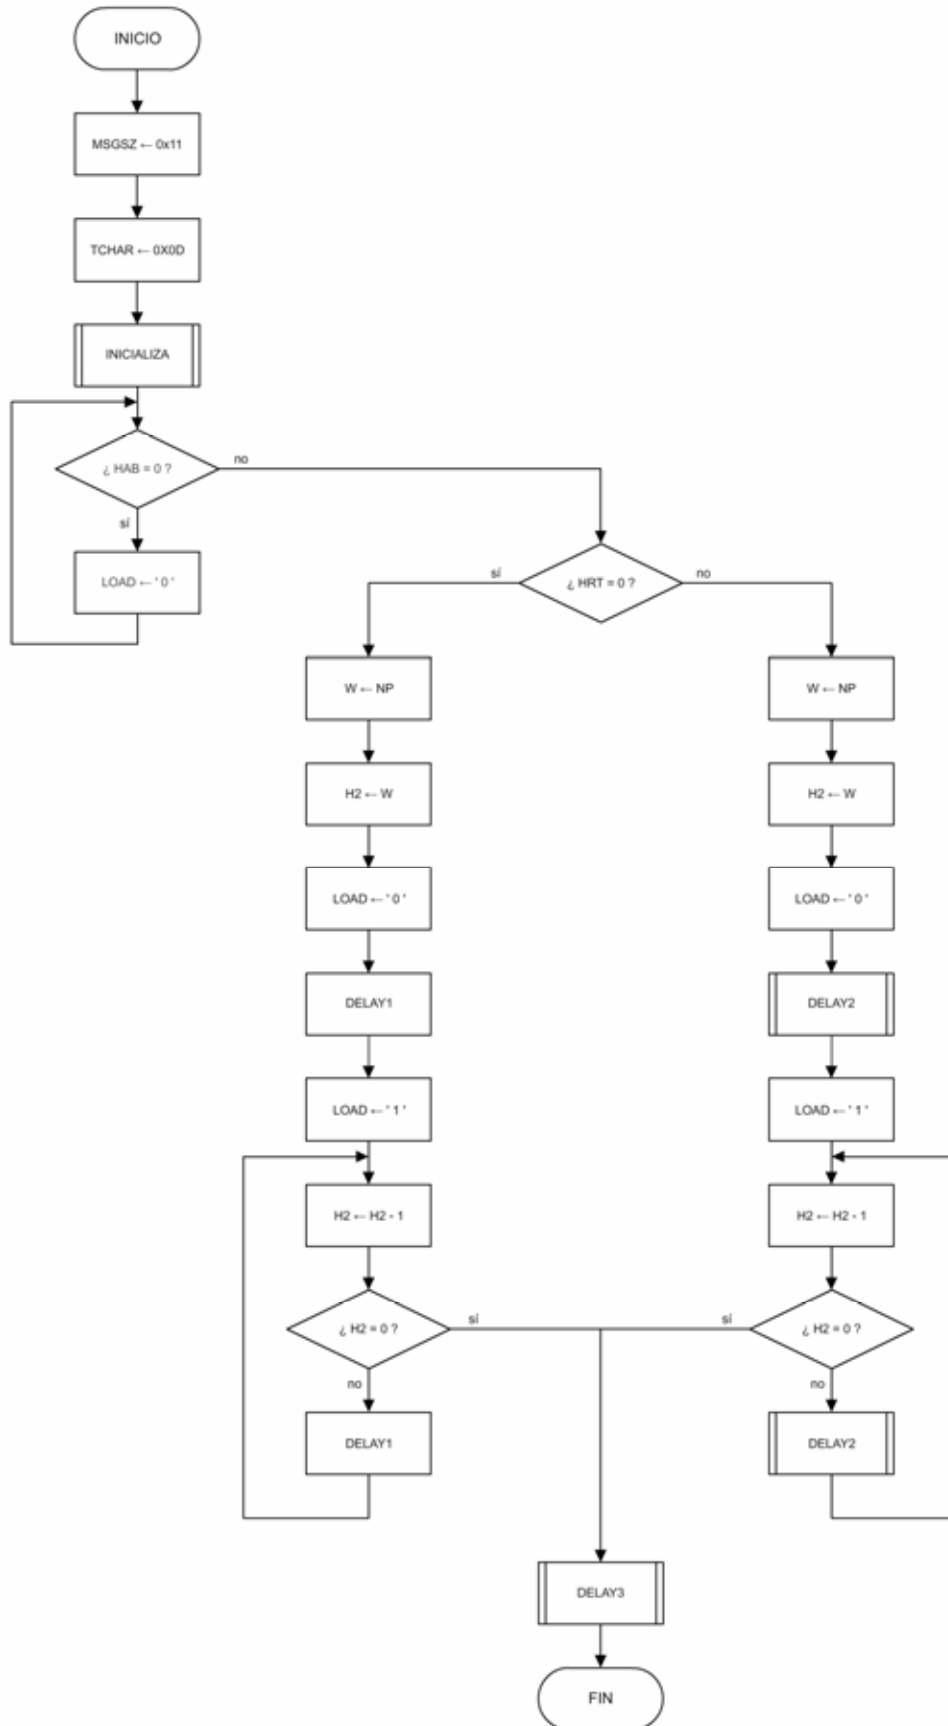 INICIO
MSGSZ ← 0x11
TCHAR ← 0X0D
INICIALIZA
¿ HAB = 0 ?
no
sí
LOAD ← ' 0 '
¿ HRT = 0 ?
sí
no
W ← NP
H2 ← W
LOAD ← ' 0 '
DELAY1
LOAD ← ' 1 '
H2 ← H2 - 1
¿ H2 = 0 ?
sí
no
DELAY1
W ← NP
H2 ← W
LOAD ← ' 0 '
DELAY2
LOAD ← ' 1 '
H2 ← H2 - 1
¿ H2 = 0 ?
sí
no
DELAY2
DELAY3
FIN